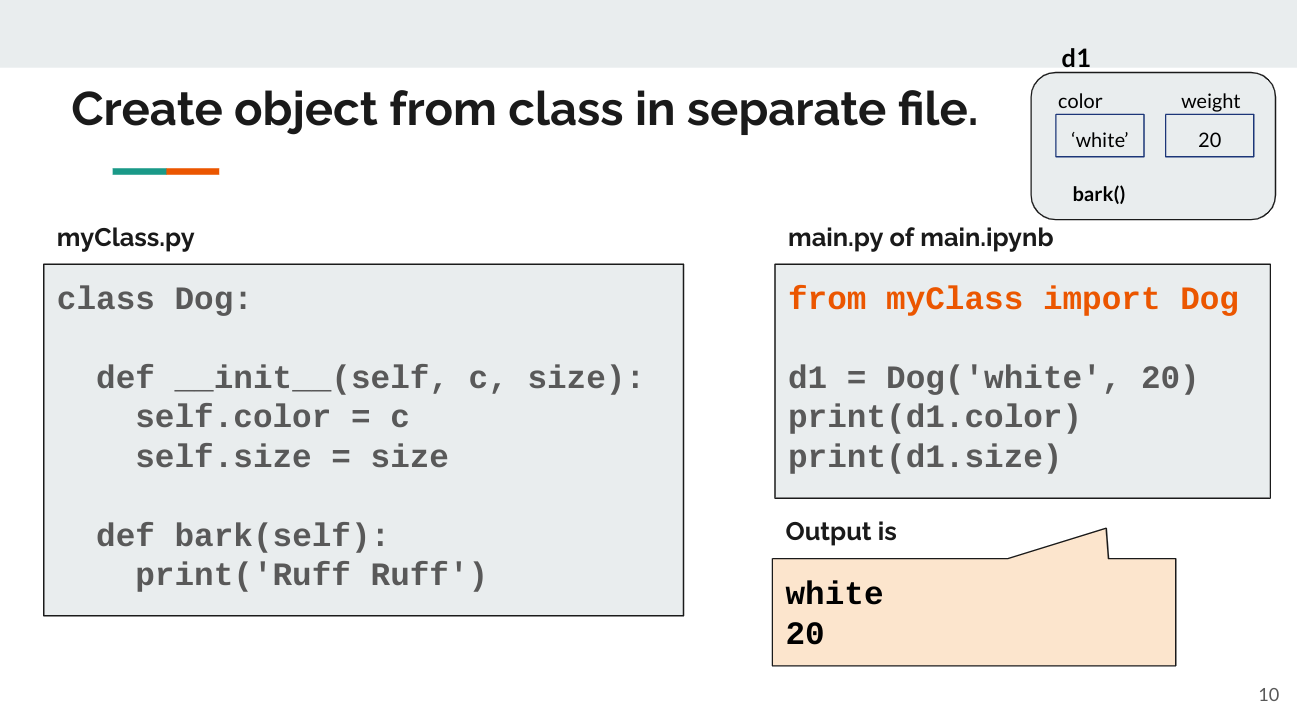 d1
Create object from class in separate file.
color weight
‘white’ 20
bark()
myClass.py
class Dog:
  def __init__(self, c, size):
    self.color = c
    self.size = size
  def bark(self):
    print('Ruff Ruff')
main.py of main.ipynb
from myClass import Dog
d1 = Dog('white', 20)
print(d1.color)
print(d1.size)
Output is
white
20
10